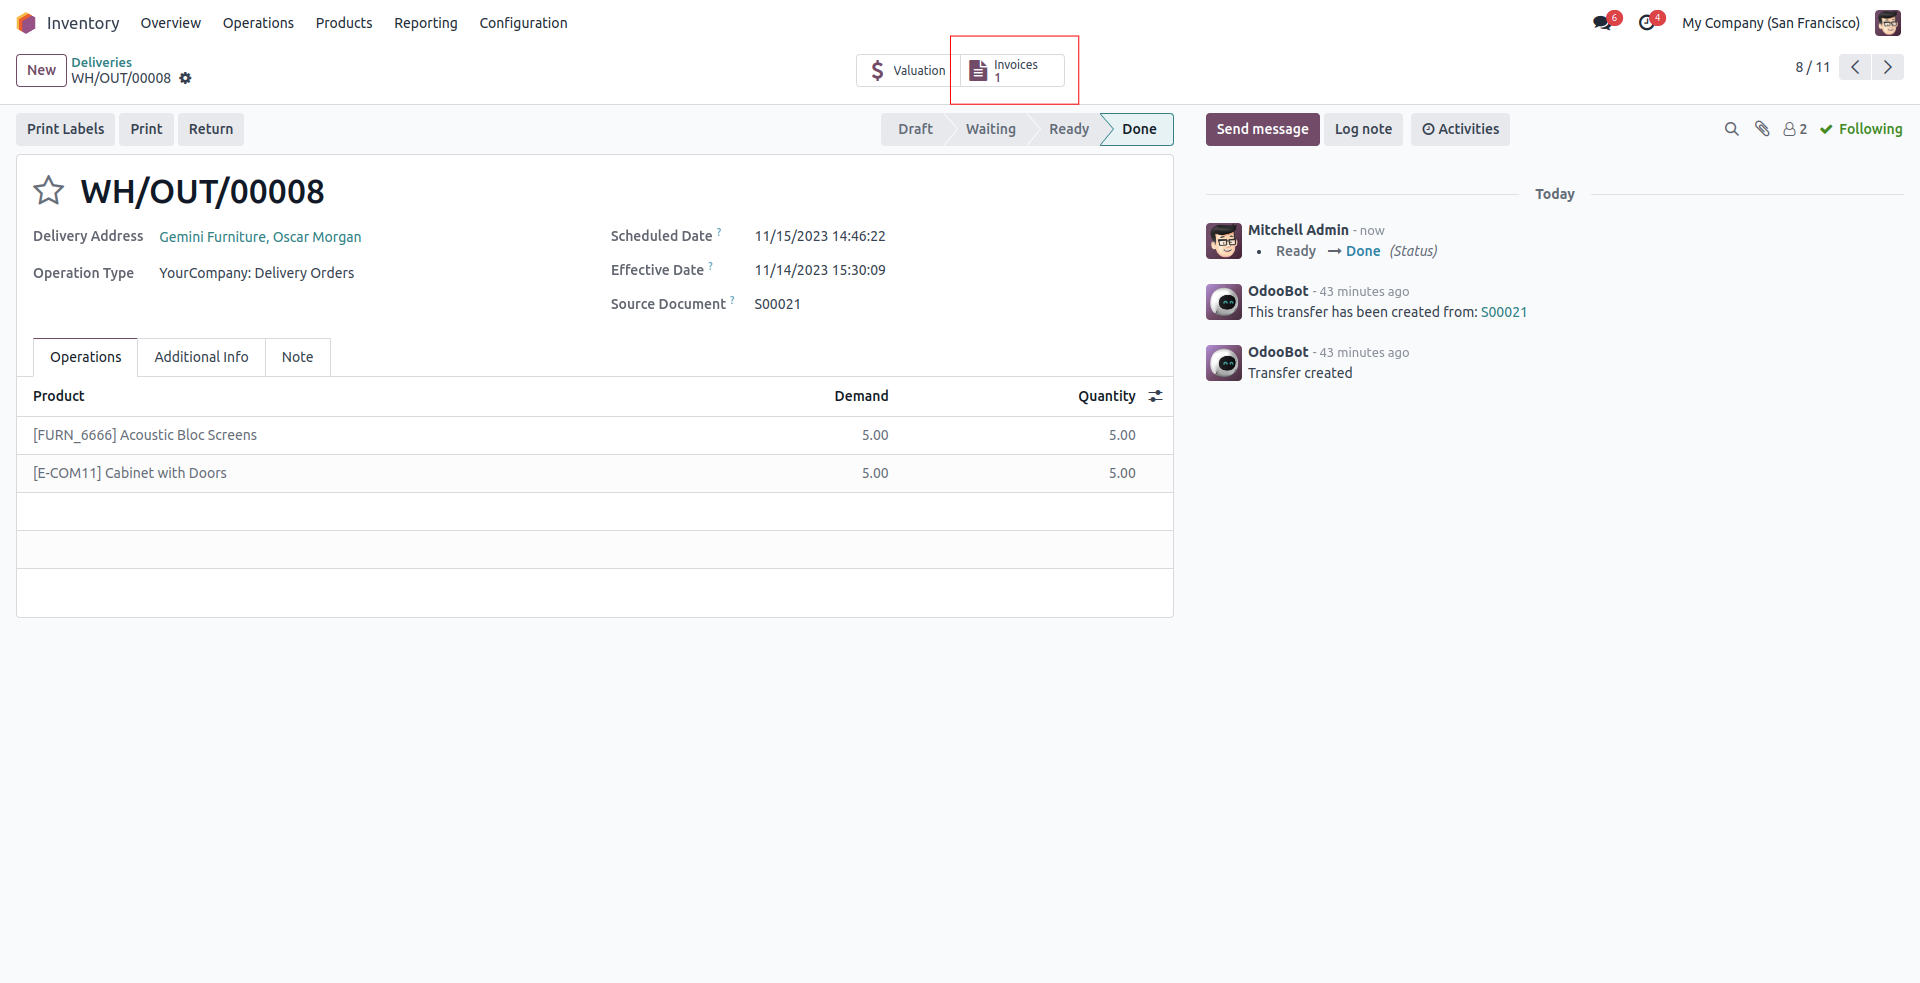 Inventory Overview Operations Products Reporting Configuration 6 4 My Company (San Francisco)
New Deliveries
WH/OUT/00008
$ Valuation Invoices
1
8 / 11
Print Labels Print Return Draft Waiting Ready Done Send message Log note Activities 2 Following
WH/OUT/00008
Delivery Address Gemini Furniture, Oscar Morgan
Operation Type YourCompany: Delivery Orders
Scheduled Date ? 11/15/2023 14:46:22
Effective Date ? 11/14/2023 15:30:09
Source Document ? S00021
Operations Additional Info Note
Product Demand Quantity
[FURN_6666] Acoustic Bloc Screens 5.00 5.00
[E-COM11] Cabinet with Doors 5.00 5.00
Today
Mitchell Admin - now
• Ready → Done (Status)
OdooBot - 43 minutes ago
This transfer has been created from: S00021
OdooBot - 43 minutes ago
Transfer created